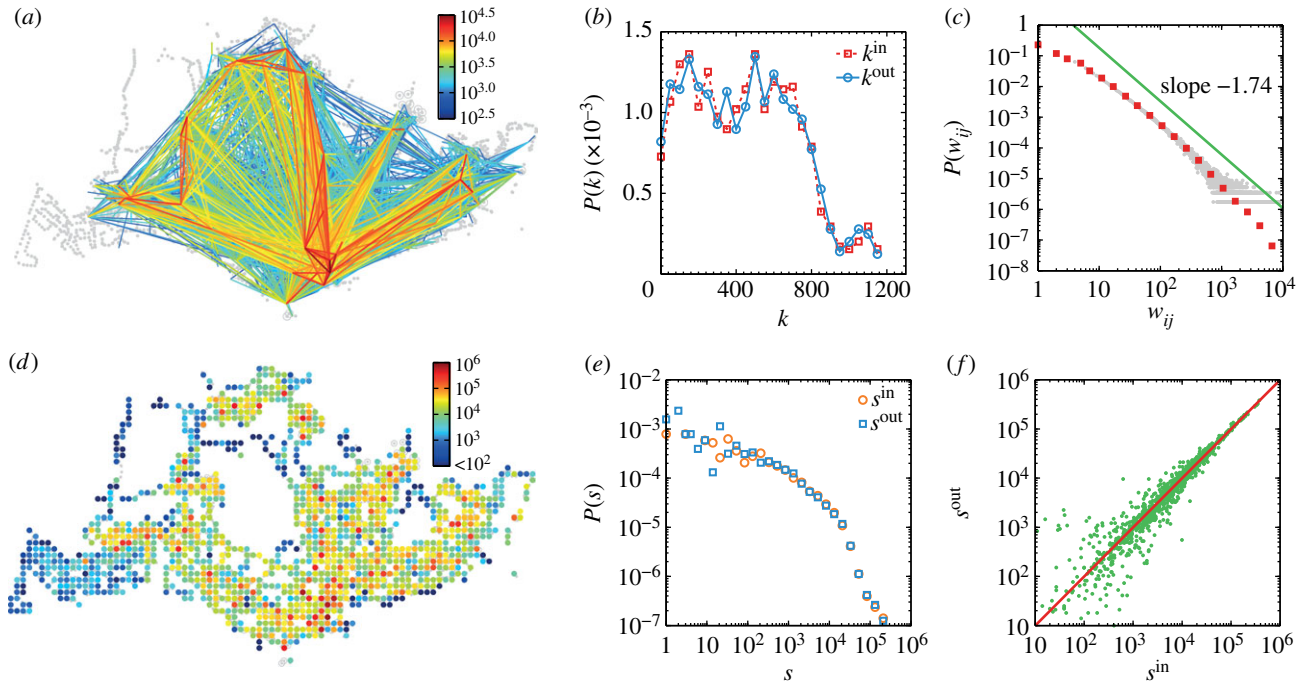 (a)
10^4.5
10^4.0
10^3.5
10^3.0
10^2.5
(b)
k^in
k^out
1.5
1.0
0.5
P(k) (×10^−3)
0 400 800 1200
k
(c)
1
10^−1
10^−2
10^−3
10^−4
10^−5
10^−6
10^−7
10^−8
P(w_ij)
slope −1.74
1 10 10^2 10^3 10^4
w_ij
(d)
10^6
10^5
10^4
10^3
<10^2
(e)
s^in
s^out
10^−2
10^−3
10^−4
10^−5
10^−6
10^−7
P(s)
1 10 10^2 10^3 10^4 10^5 10^6
s
(f)
10^6
10^5
10^4
10^3
10^2
10
s^out
10 10^2 10^3 10^4 10^5 10^6
s^in